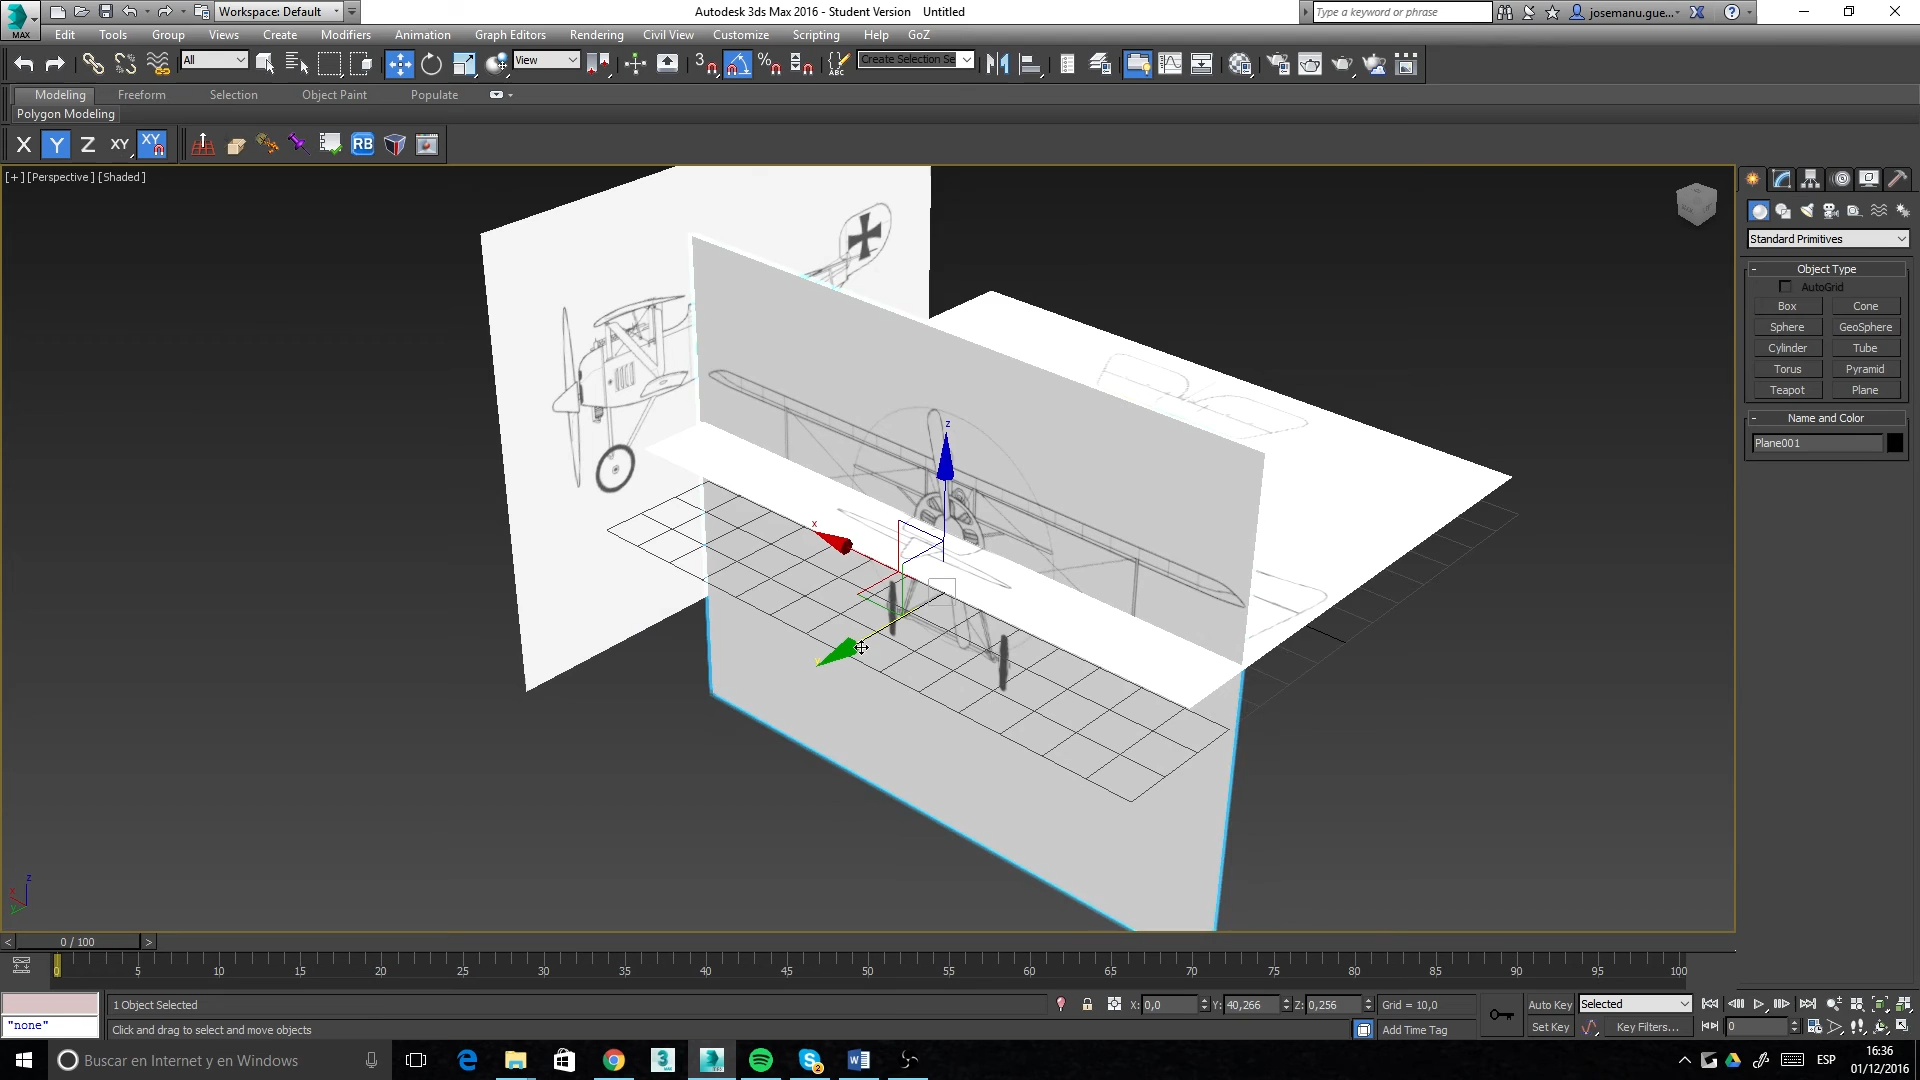 Workspace: Default
Autodesk 3ds Max 2016 - Student Version    Untitled
Type a keyword or phrase
josemanu.gue...
MAX
Edit Tools Group Views Create Modifiers Animation Graph Editors Rendering Civil View Customize Scripting Help GoZ
All View 3 % ABC Create Selection Se
Modeling Freeform Selection Object Paint Populate
Polygon Modeling
X Y Z XY XY RB
[+] [Perspective ] [Shaded ]
Standard Primitives
- Object Type
AutoGrid
Box Cone
Sphere GeoSphere
Cylinder Tube
Torus Pyramid
Teapot Plane
- Name and Color
Plane001
z
x
z
x
y
< 0 / 100 >
0 5 10 15 20 25 30 35 40 45 50 55 60 65 70 75 80 85 90 95 100
1 Object Selected X: 0,0 Y: 40,266 Z: 0,256 Grid = 10,0 Auto Key Selected
"none" Click and drag to select and move objects Add Time Tag Set Key Key Filters... 0
Buscar en Internet y en Windows
2
ESP
16:36
01/12/2016